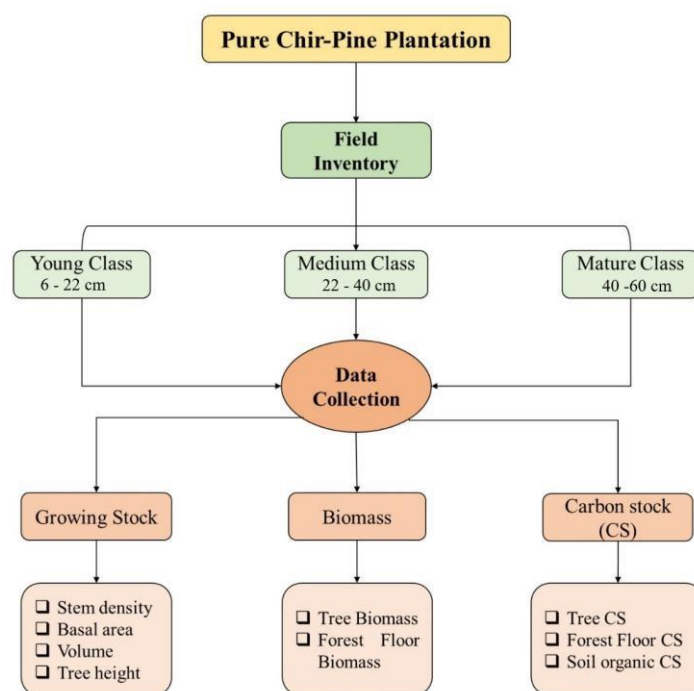 Pure Chir-Pine Plantation
Field
Inventory
Young Class
6 - 22 cm
Medium Class
22 - 40 cm
Mature Class
40 -60 cm
Data
Collection
Growing Stock
Biomass
Carbon stock
(CS)
❑ Stem density
❑ Basal area
❑ Volume
❑ Tree height
❑ Tree Biomass
❑ Forest Floor
Biomass
❑ Tree CS
❑ Forest Floor CS
❑ Soil organic CS